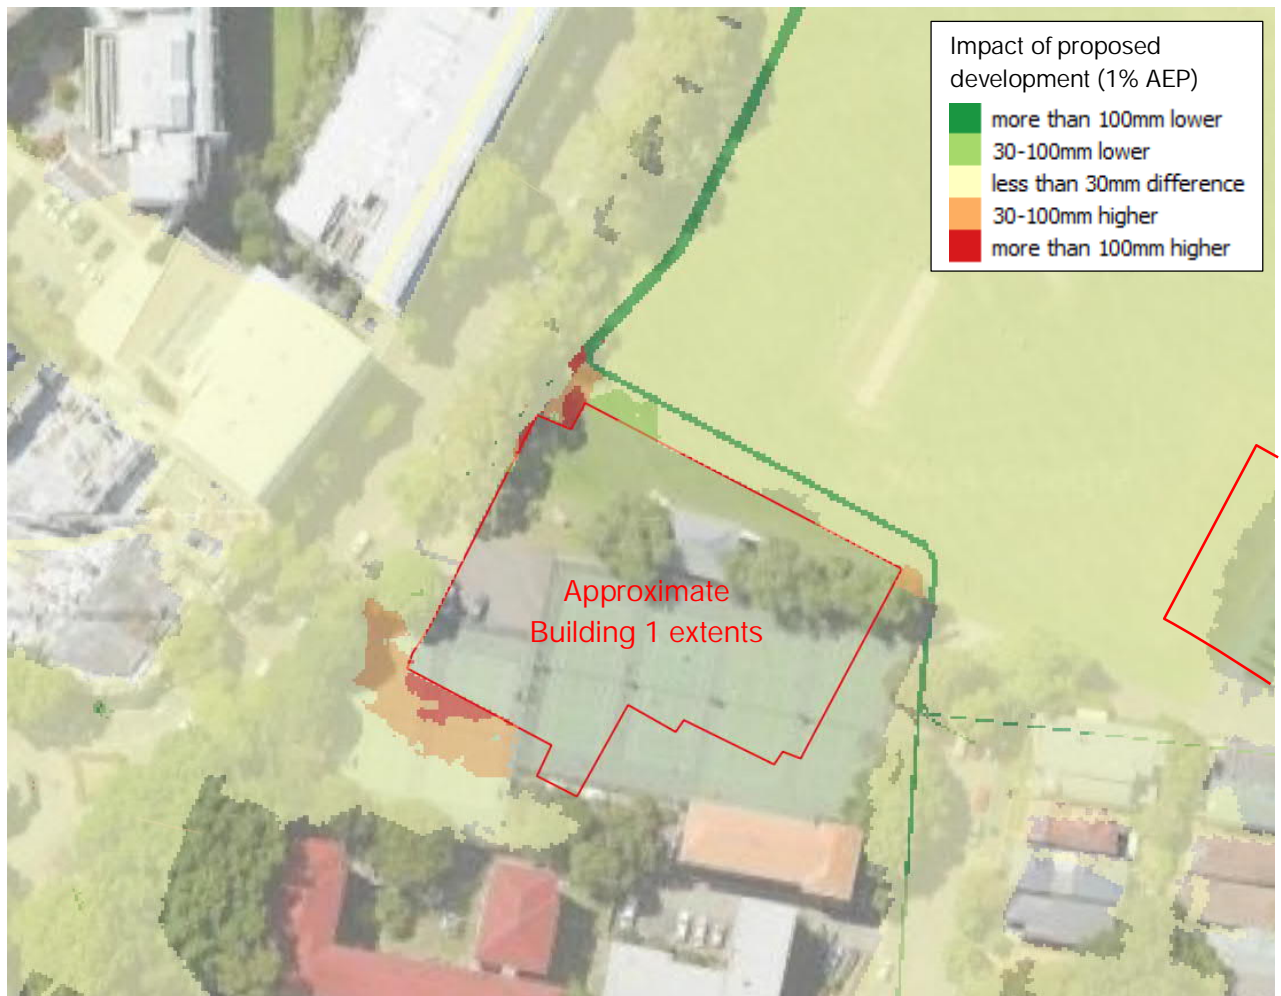 Impact of proposed
development (1% AEP)
more than 100mm lower
30-100mm lower
less than 30mm difference
30-100mm higher
more than 100mm higher
Approximate
Building 1 extents